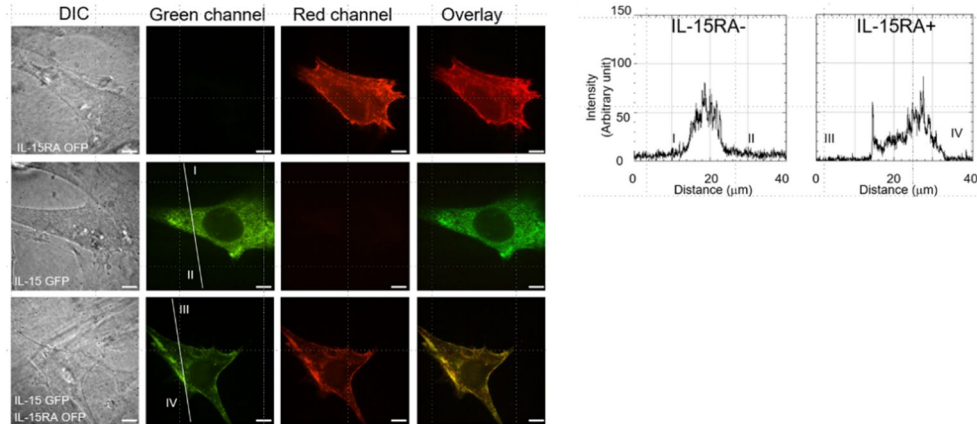 DIC Green channel Red channel Overlay
IL-15RA OFP
I
II
IL-15 GFP
III
IV
IL-15 GFP
IL-15RA OFP
IL-15RA- IL-15RA+
Intensity
(Arbitrary unit)
150
100
50
0
I II
III IV
0 20 40 0 20 40
Distance (μm) Distance (μm)